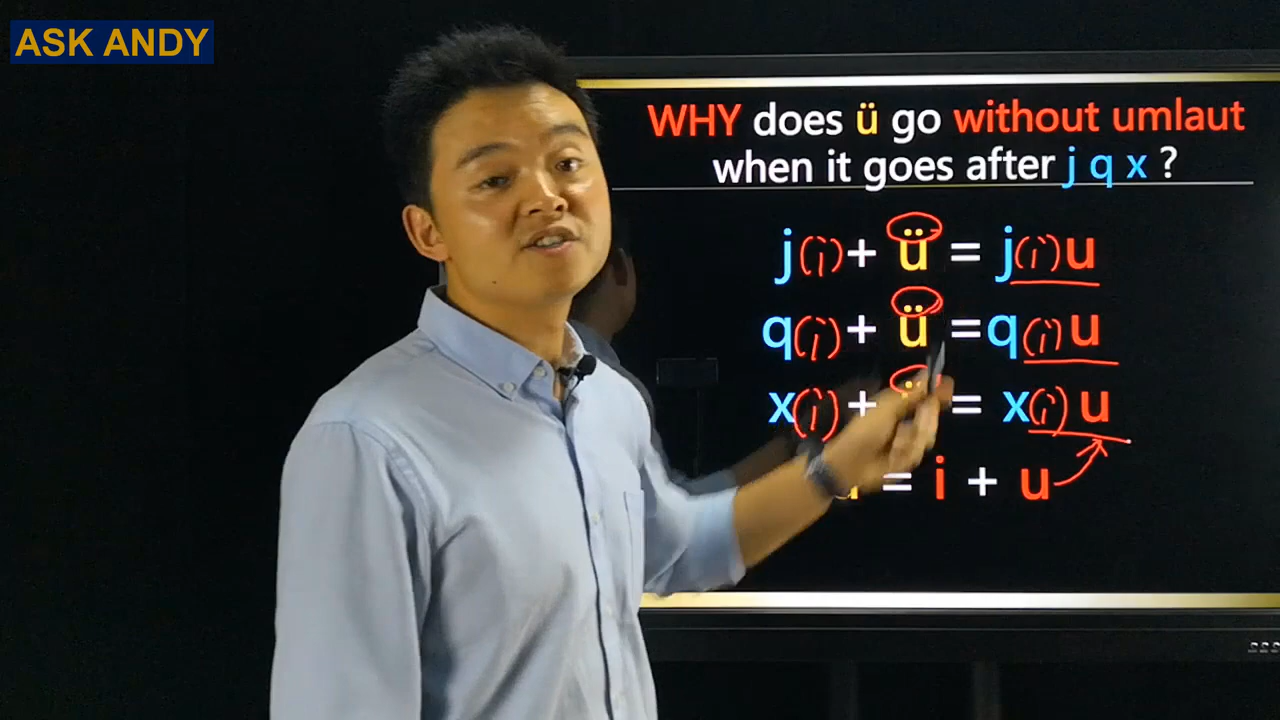 ASK ANDY
WHY does ü go without umlaut
when it goes after j q x ?
j(i) + ü = j(i)u
q(i) + ü = q(i)u
x(i) + = x(i)u
= i + u